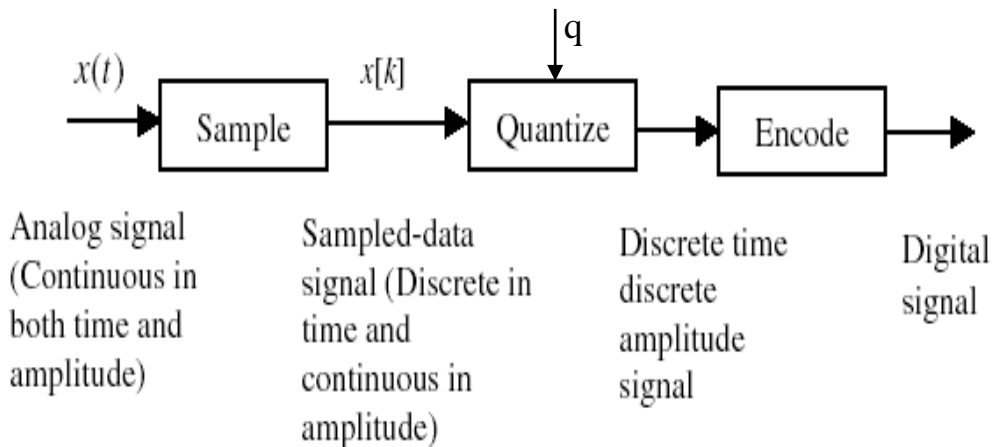 q
x(t)
x[k]
Sample
Quantize
Encode
Analog signal
(Continuous in
both time and
amplitude)
Sampled-data
signal (Discrete in
time and
continuous in
amplitude)
Discrete time
discrete
amplitude
signal
Digital
signal